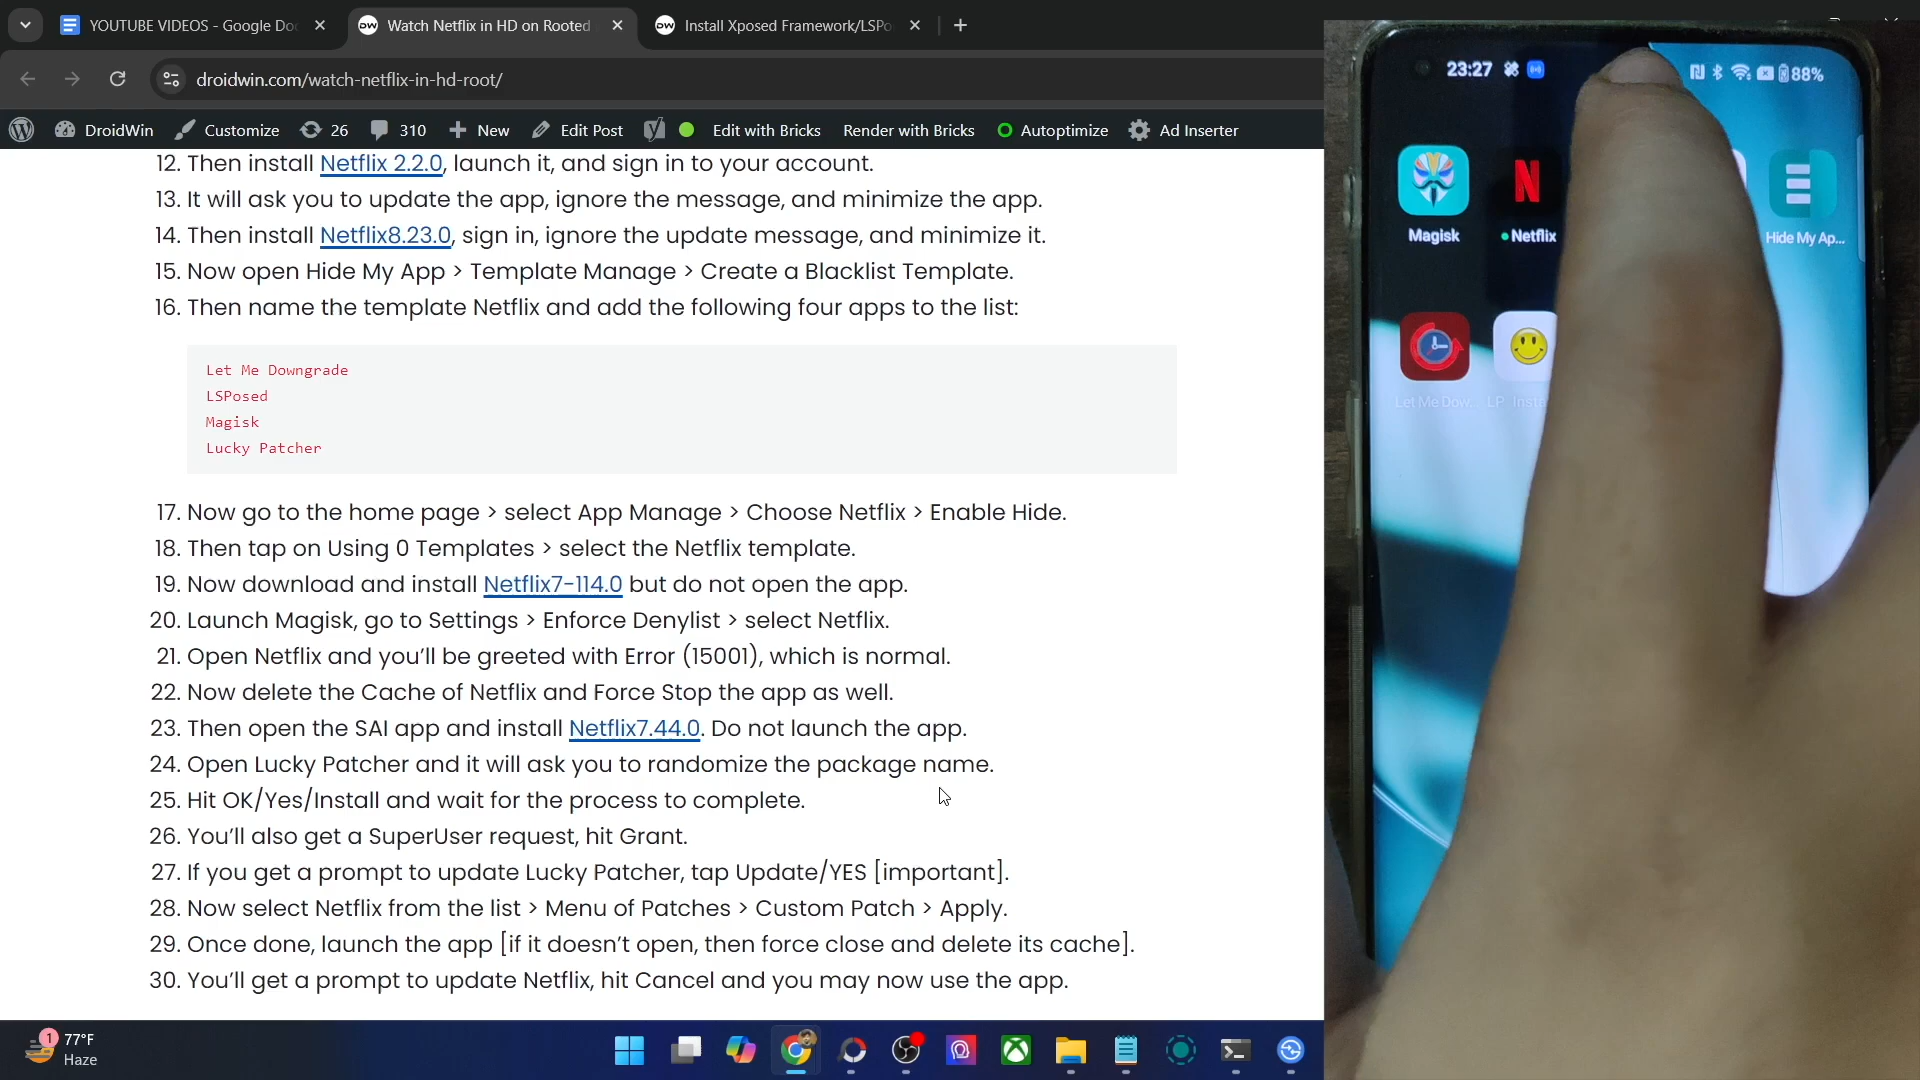 YOUTUBE VIDEOS - Google Do
Watch Netflix in HD on Rooted
Install Xposed Framework/LSPo
droidwin.com/watch-netflix-in-hd-root/
DroidWin
Customize
26
310
New
Edit Post
Edit with Bricks
Render with Bricks
Autoptimize
Ad Inserter
12. Then install Netflix 2.2.0, launch it, and sign in to your account.
13. It will ask you to update the app, ignore the message, and minimize the app.
14. Then install Netflix8.23.0, sign in, ignore the update message, and minimize it.
15. Now open Hide My App > Template Manage > Create a Blacklist Template.
16. Then name the template Netflix and add the following four apps to the list:
Let Me Downgrade
LSPosed
Magisk
Lucky Patcher
17. Now go to the home page > select App Manage > Choose Netflix > Enable Hide.
18. Then tap on Using 0 Templates > select the Netflix template.
19. Now download and install Netflix7-114.0 but do not open the app.
20. Launch Magisk, go to Settings > Enforce Denylist > select Netflix.
21. Open Netflix and you’ll be greeted with Error (15001), which is normal.
22. Now delete the Cache of Netflix and Force Stop the app as well.
23. Then open the SAI app and install Netflix7.44.0. Do not launch the app.
24. Open Lucky Patcher and it will ask you to randomize the package name.
25. Hit OK/Yes/Install and wait for the process to complete.
26. You’ll also get a SuperUser request, hit Grant.
27. If you get a prompt to update Lucky Patcher, tap Update/YES [important].
28. Now select Netflix from the list > Menu of Patches > Custom Patch > Apply.
29. Once done, launch the app [if it doesn’t open, then force close and delete its cache].
30. You’ll get a prompt to update Netflix, hit Cancel and you may now use the app.
1
77°F
Haze
23:27
88%
Magisk
Netflix
Hide My Ap...
Let Me Dow...
LP Insta